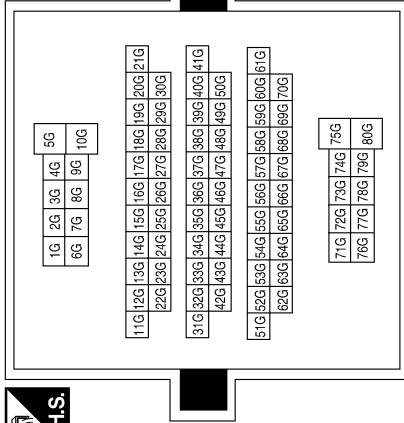 1G 2G 3G 4G 5G
6G 7G 8G 9G 10G
11G 12G 13G 14G 15G 16G 17G 18G 19G 20G 21G
22G 23G 24G 25G 26G 27G 28G 29G 30G
31G 32G 33G 34G 35G 36G 37G 38G 39G 40G 41G
42G 43G 44G 45G 46G 47G 48G 49G 50G
51G 52G 53G 54G 55G 56G 57G 58G 59G 60G 61G
62G 63G 64G 65G 66G 67G 68G 69G 70G
71G 72G 73G 74G 75G
76G 77G 78G 79G 80G
H.S.